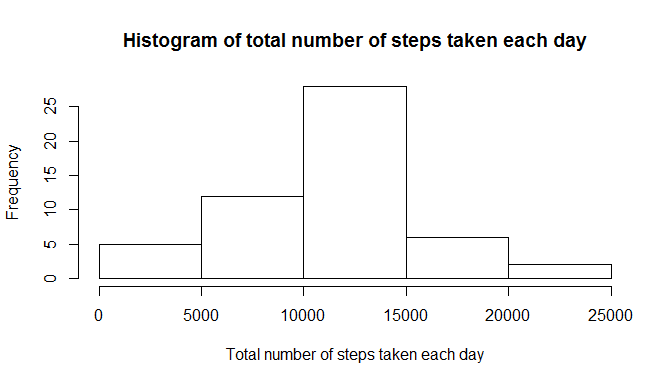 Histogram of total number of steps taken each day
Frequency
25
20
15
10
5
0
0 5000 10000 15000 20000 25000
Total number of steps taken each day